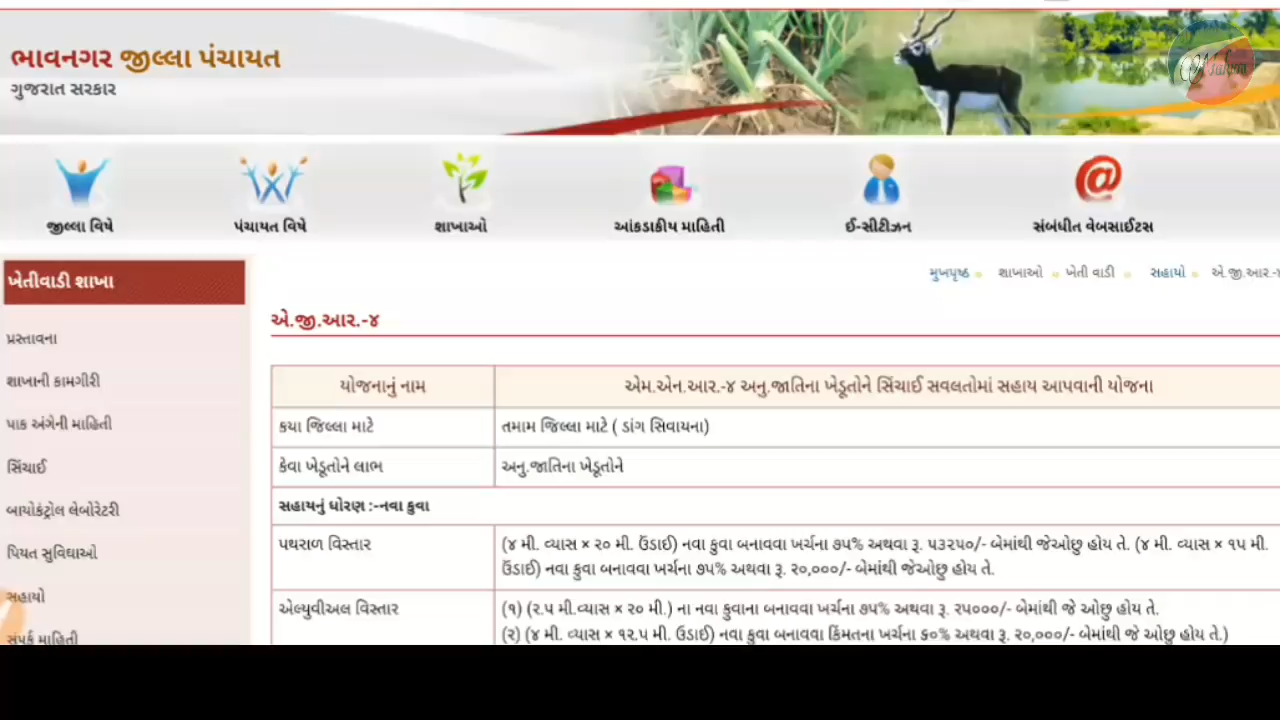 ભાવનગર જીલ્લા પંચાયત
ગુજરાત સરકાર
જીલ્લા વિષે
પંચાયત વિષે
શાખાઓ
આંકડાકીય માહિતી
ઈ-સીટીઝન
સંબંધીત વેબસાઈટસ
ખેતીવાડી શાખા
મુખપૃષ્ઠ શાખાઓ ખેતી વાડી સહાયો એ.જી.આર.-
એ.જી.આર.-૪
પ્રસ્તાવના
શાખાની કામગીરી
પાક અંગેની માહિતી
સિંચાઈ
બાયોકંટ્રોલ લેબોરેટરી
પિયત સુવિઘાઓ
સહાયો
સંપર્ક માહિતી
યોજનાનું નામ એમ.એન.આર.-૪ અનુ.જાતિના ખેડૂતોને સિંચાઈ સવલતોમાં સહાય આપવાની યોજના
કયા જિલ્લા માટે તમામ જિલ્લા માટે ( ડાંગ સિવાયના)
કેવા ખેડૂતોને લાભ અનુ.જાતિના ખેડૂતોને
સહાયનું ધોરણ :-નવા કુવા
પથરાળ વિસ્તાર (૪ મી. વ્યાસ × ૨૦ મી. ઉંડાઈ) નવા કુવા બનાવવા ખર્ચના ૭૫% અથવા રૂ. ૫૩૨૫૦/- બેમાંથી જેઓછુ હોય તે. (૪ મી. વ્યાસ × ૧૫ મી.
ઉંડાઈ) નવા કુવા બનાવવા ખર્ચના ૭૫% અથવા રૂ. ૨૦,૦૦૦/- બેમાંથી જેઓછુ હોય તે.
એલ્યુવીઅલ વિસ્તાર (૧) (૨.૫ મી.વ્યાસ × ૨૦ મી.) ના નવા કુવાના બનાવવા ખર્ચના ૭૫% અથવા રૂ. ૨૫૦૦૦/- બેમાંથી જે ઓછુ હોય તે.
(૨) (૪ મી. વ્યાસ × ૧૨.૫ મી. ઉડાઈ) નવા કુવા બનાવવા કિંમતના ખર્ચના ૬૦% અથવા રૂ. ૨૦,૦૦૦/- બેમાંથી જે ઓછુ હોય તે.)